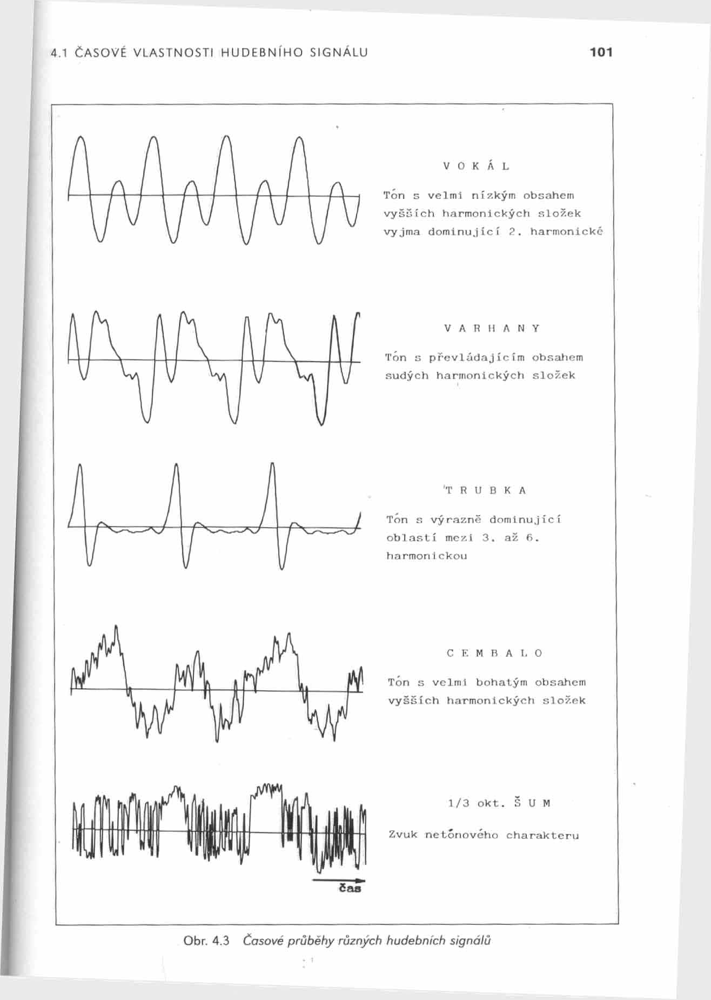 4.1 ČASOVÉ VLASTNOSTI HUDEBNÍHO SIGNÁLU 101
V O K Á L
Tón s velmi nízkým obsahem
vyšších harmonických složek
vyjma dominující 2. harmonické
V A R H A N Y
Tón s převládajícím obsahem
sudých harmonických složek
T R U B K A
Tón s výrazně dominující
oblastí mezi 3. až 6.
harmonickou
C E M B A L O
Tón s velmi bohatým obsahem
vyšších harmonických složek
1/3 okt. Š U M
Zvuk netónového charakteru
čas
Obr. 4.3 Časové průběhy různých hudebních signálů